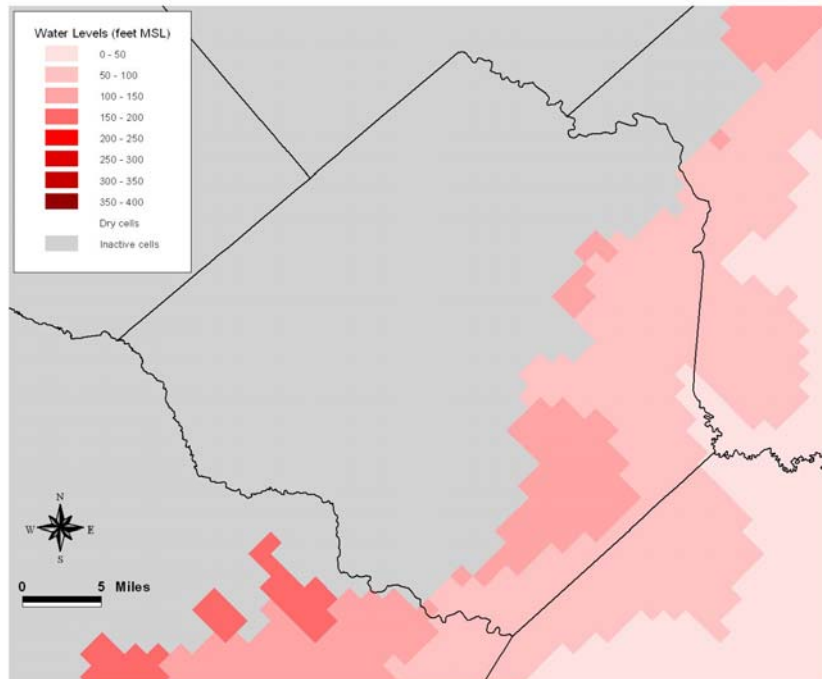 Water Levels (feet MSL)
0 - 50
50 - 100
100 - 150
150 - 200
200 - 250
250 - 300
300 - 350
350 - 400
Dry cells
Inactive cells
N
W E
S
0 5 Miles